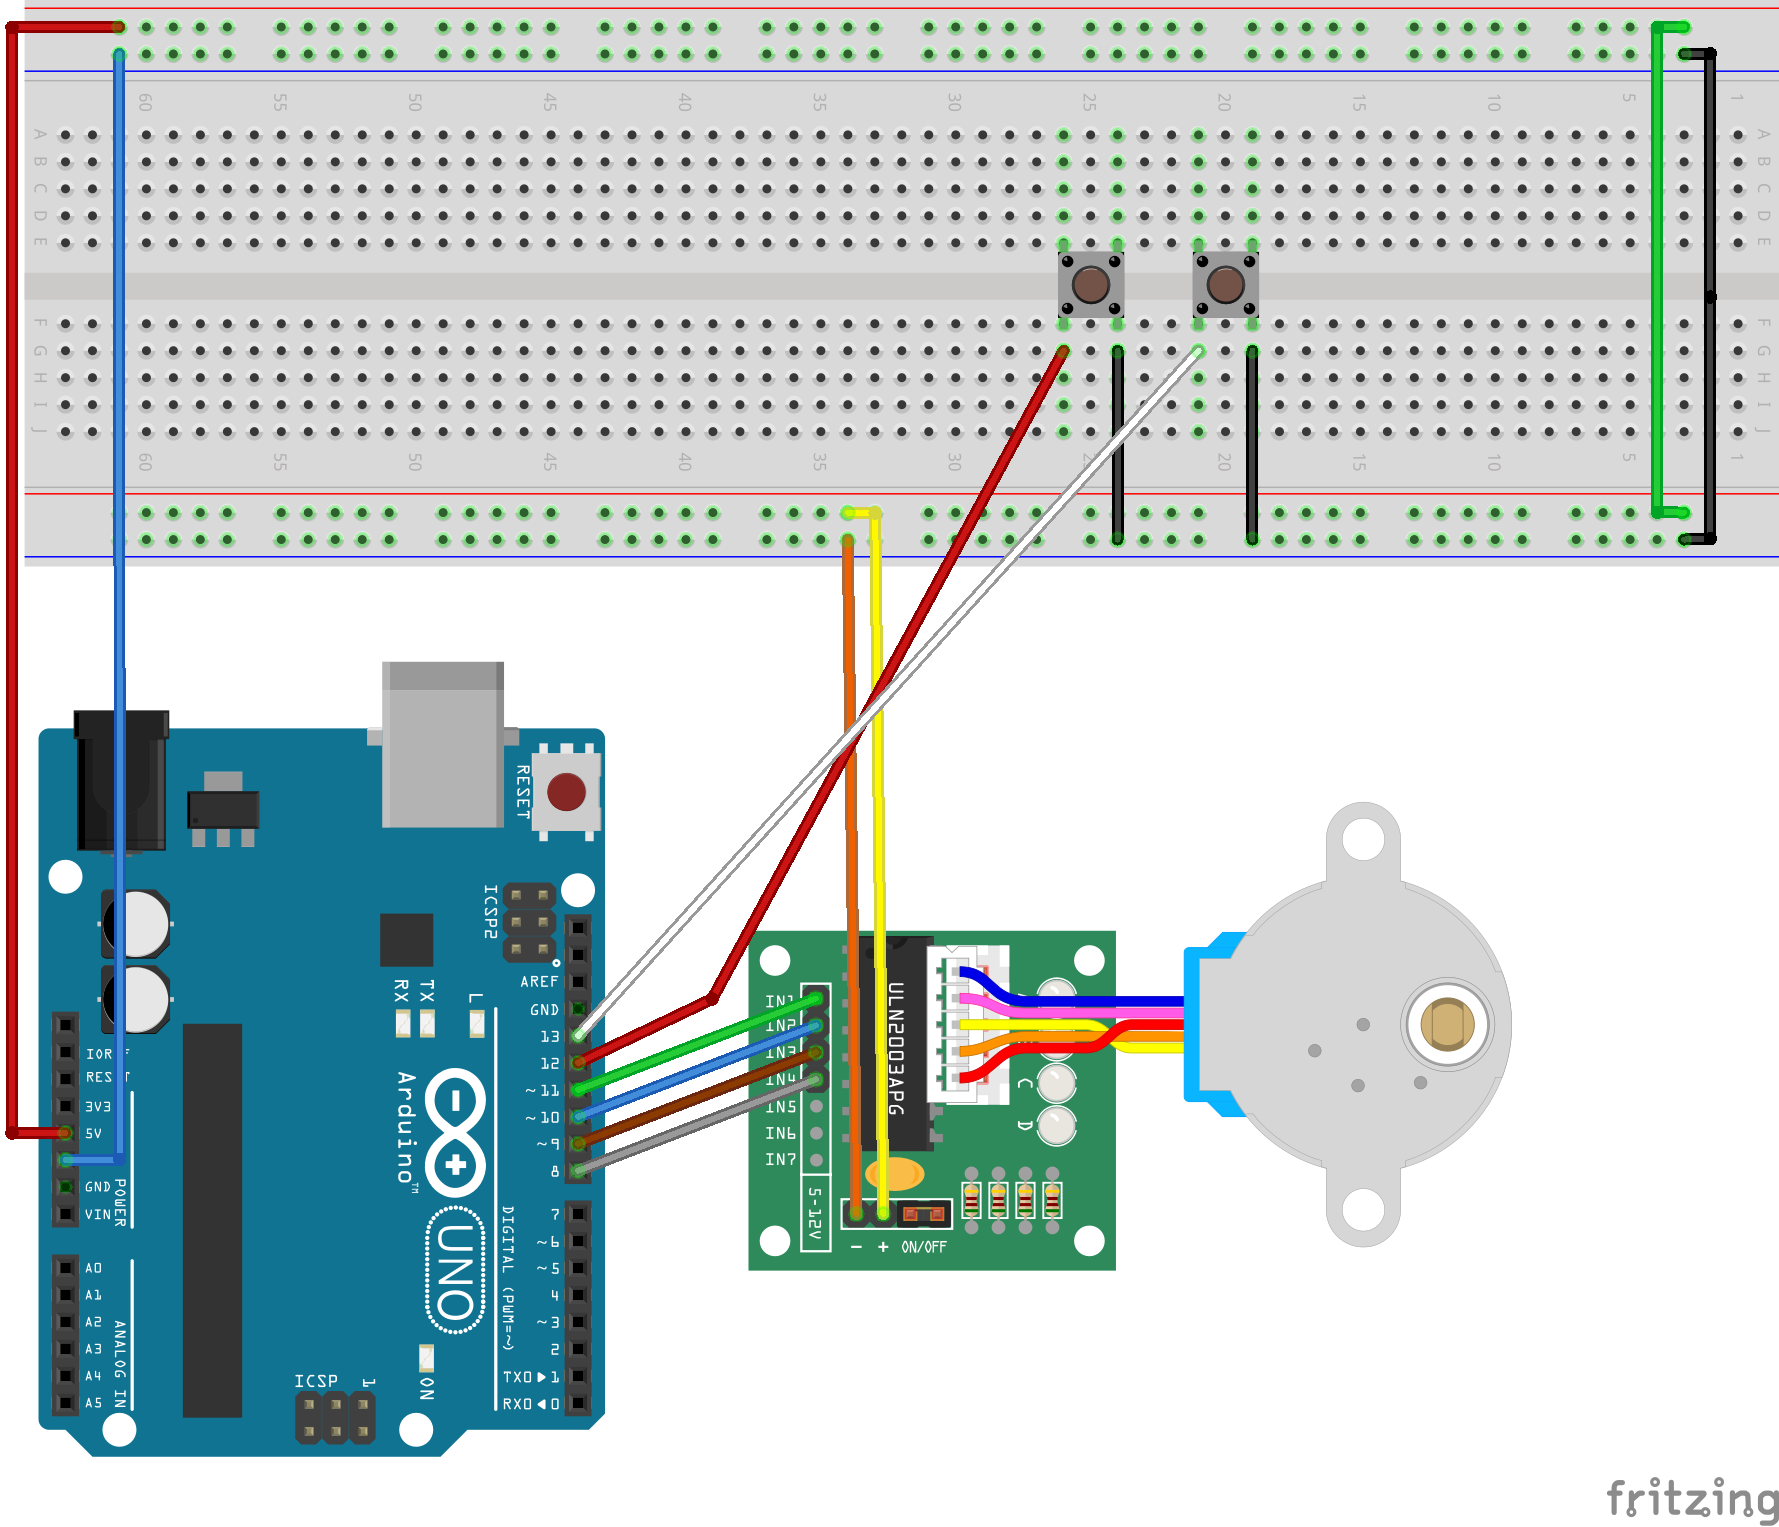 60 55 50 45 40 35 30 25 20 15 10 5 1
A A
B B
C C
D D
E E
F F
G G
H H
I I
J J
60 55 50 45 40 35 30 20 15 10 5 1
RESET
ICSP2
AREF
GND
13
12
~11
~10
~9
8
RX
TX
L
RESET
3V3
5V
GND
VIN
POWER
Arduino™
UNO
7
~6
~5
4
~3
2
TX0▶1
RX0◀0
DIGITAL (PWM=~)
A0
A1
A2
A3
A4
A5
ANALOG IN
ICSP
1
ON
IN1
IN2
IN3
IN4
IN5
IN6
IN7
ULN2003APG
C
D
5-12V
- + ON/OFF
fritzing